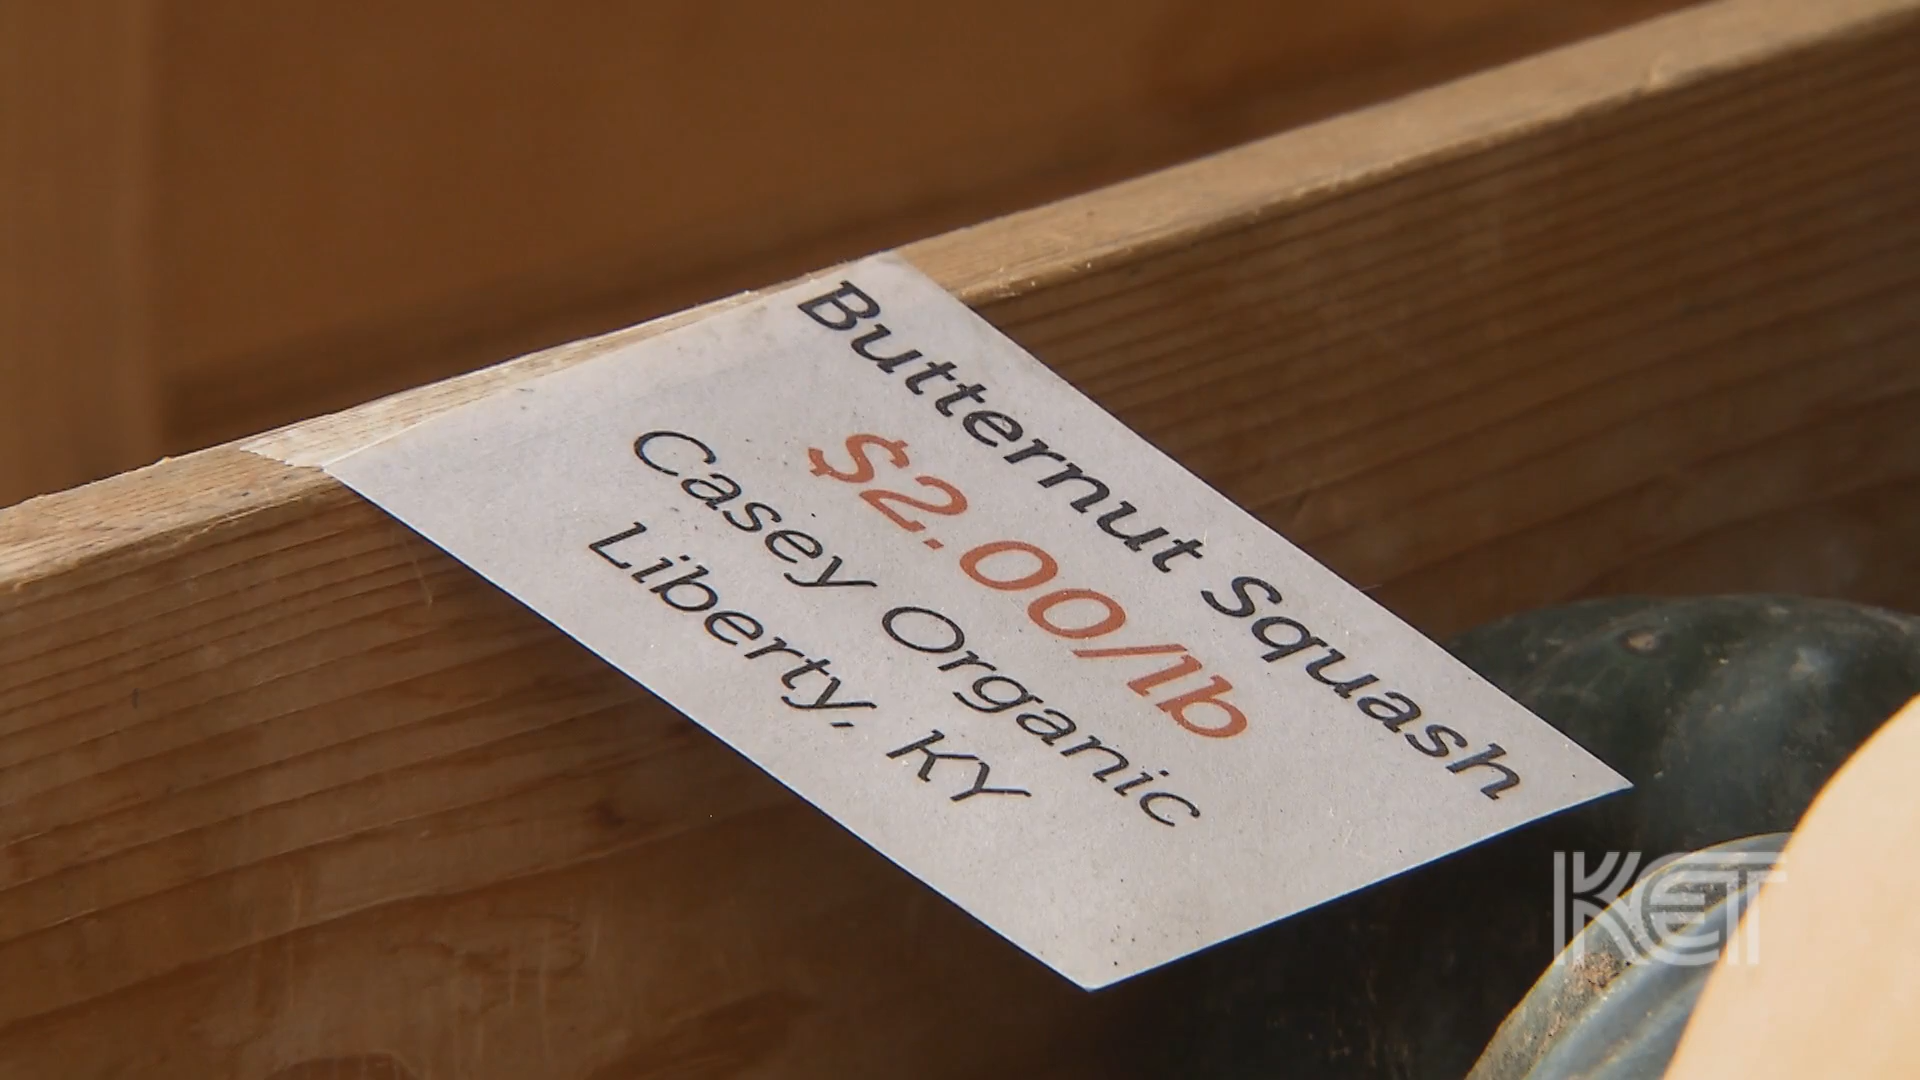 Butternut Squash
$2.00/lb
Casey Organic
Liberty, KY
KET